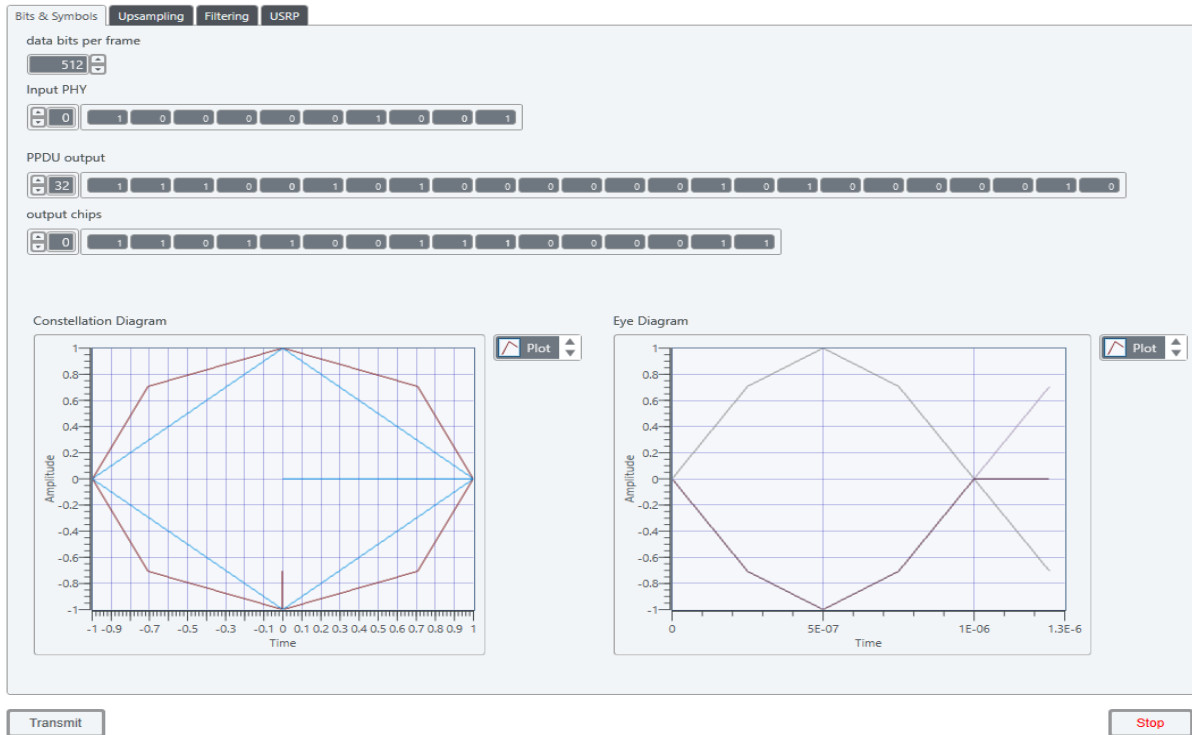 Bits & Symbols Upsampling Filtering USRP
data bits per frame
512
Input PHY
0 1 0 0 0 0 0 1 0 0 1
PPDU output
32 1 1 1 0 0 1 0 1 0 0 0 0 0 0 1 0 1 0 0 0 0 0 1 0
output chips
0 1 1 0 1 1 0 0 1 1 1 0 0 0 0 1 1
Constellation Diagram
Plot
1
0.8
0.6
0.4
0.2
0
-0.2
-0.4
-0.6
-0.8
-1
Amplitude
-1 -0.9 -0.7 -0.5 -0.3 -0.1 0 0.1 0.2 0.3 0.4 0.5 0.6 0.7 0.8 0.9 1
Time
Eye Diagram
Plot
1
0.8
0.6
0.4
0.2
0
-0.2
-0.4
-0.6
-0.8
-1
Amplitude
0 5E-07 1E-06 1.3E-6
Time
Transmit Stop